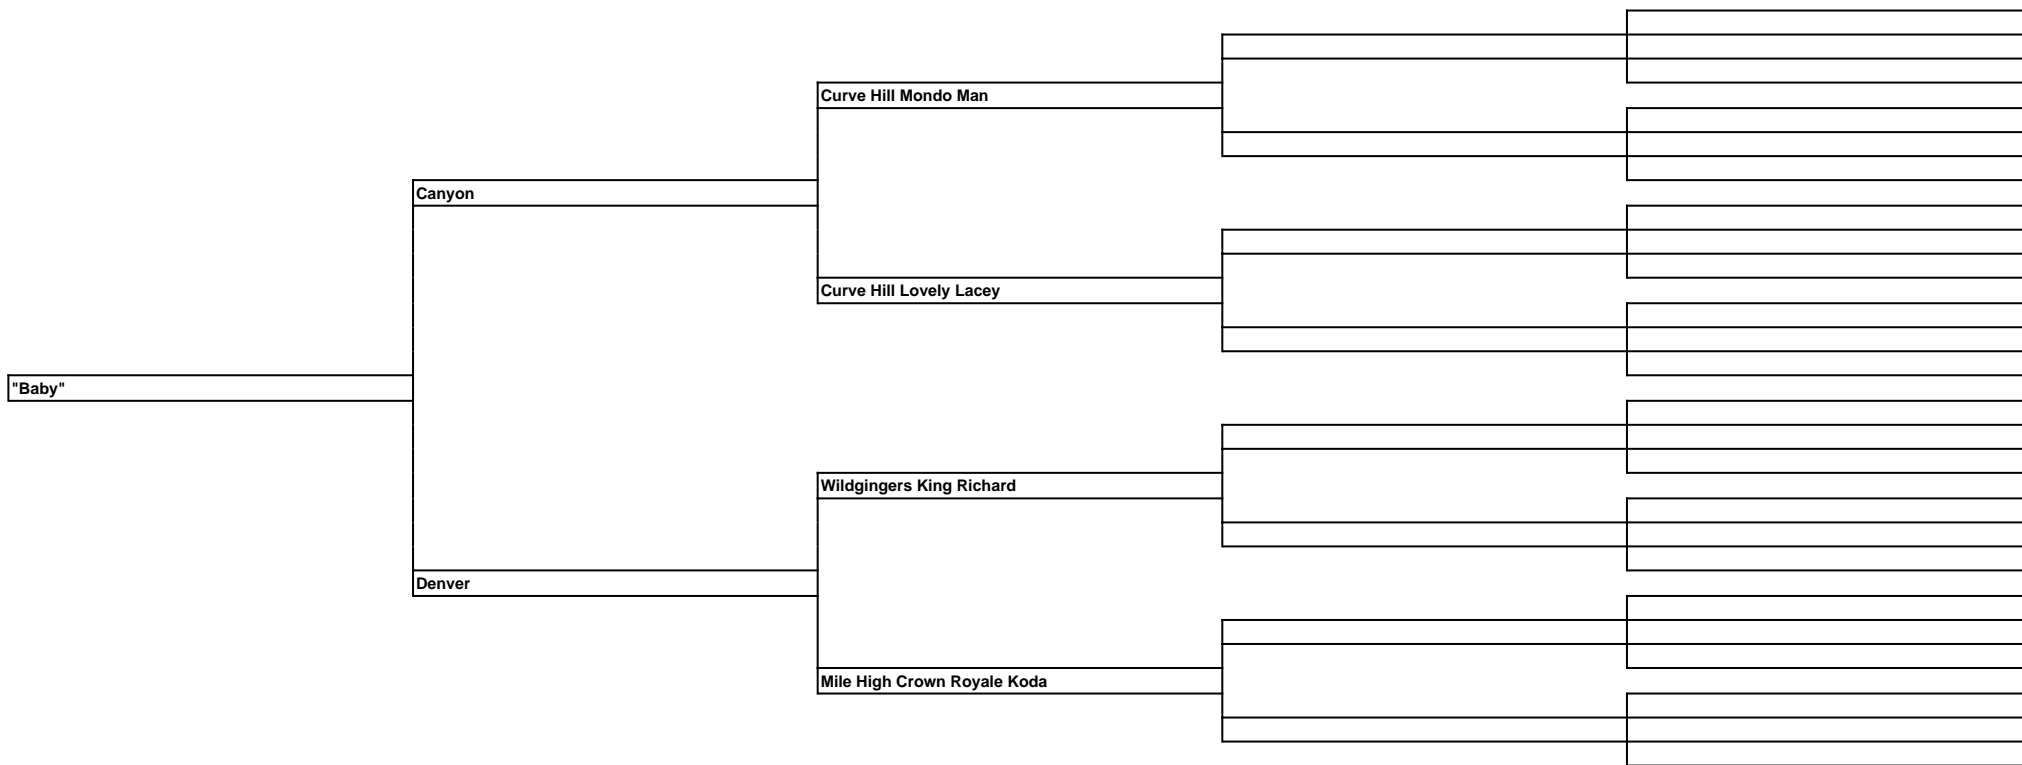 Curve Hill Mondo Man
Canyon
Curve Hill Lovely Lacey
"Baby"
Wildgingers King Richard
Denver
Mile High Crown Royale Koda